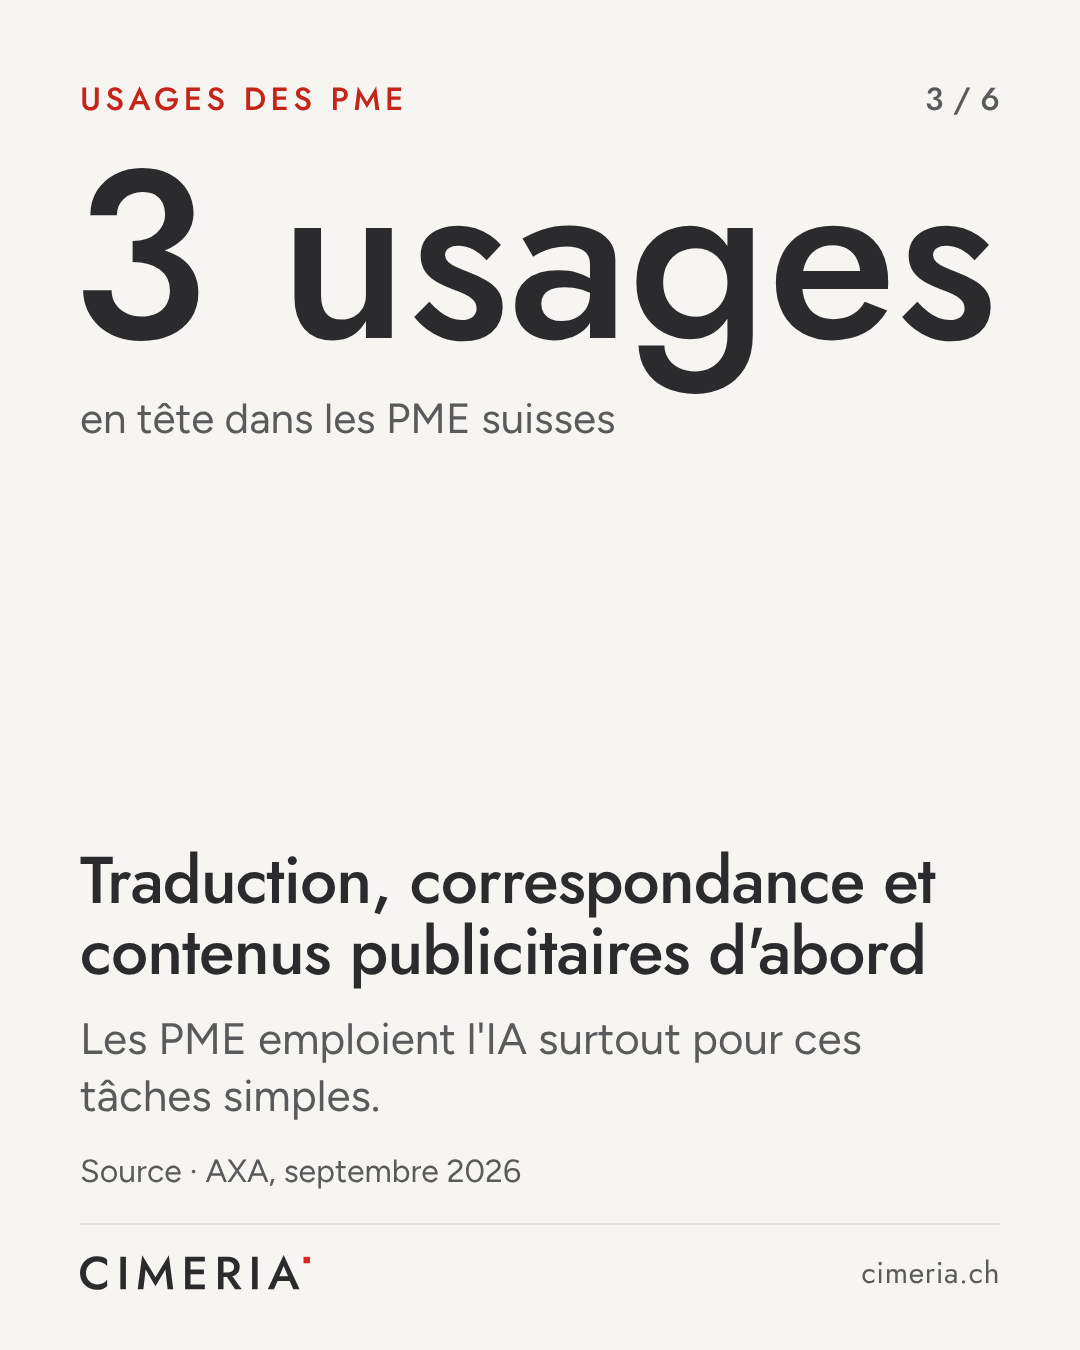 USAGES DES PME
3 / 6
3 usages
en tête dans les PME suisses
Traduction, correspondance et
contenus publicitaires d'abord
Les PME emploient l'IA surtout pour ces
tâches simples.
Source · AXA, septembre 2026
CIMERIA
cimeria.ch